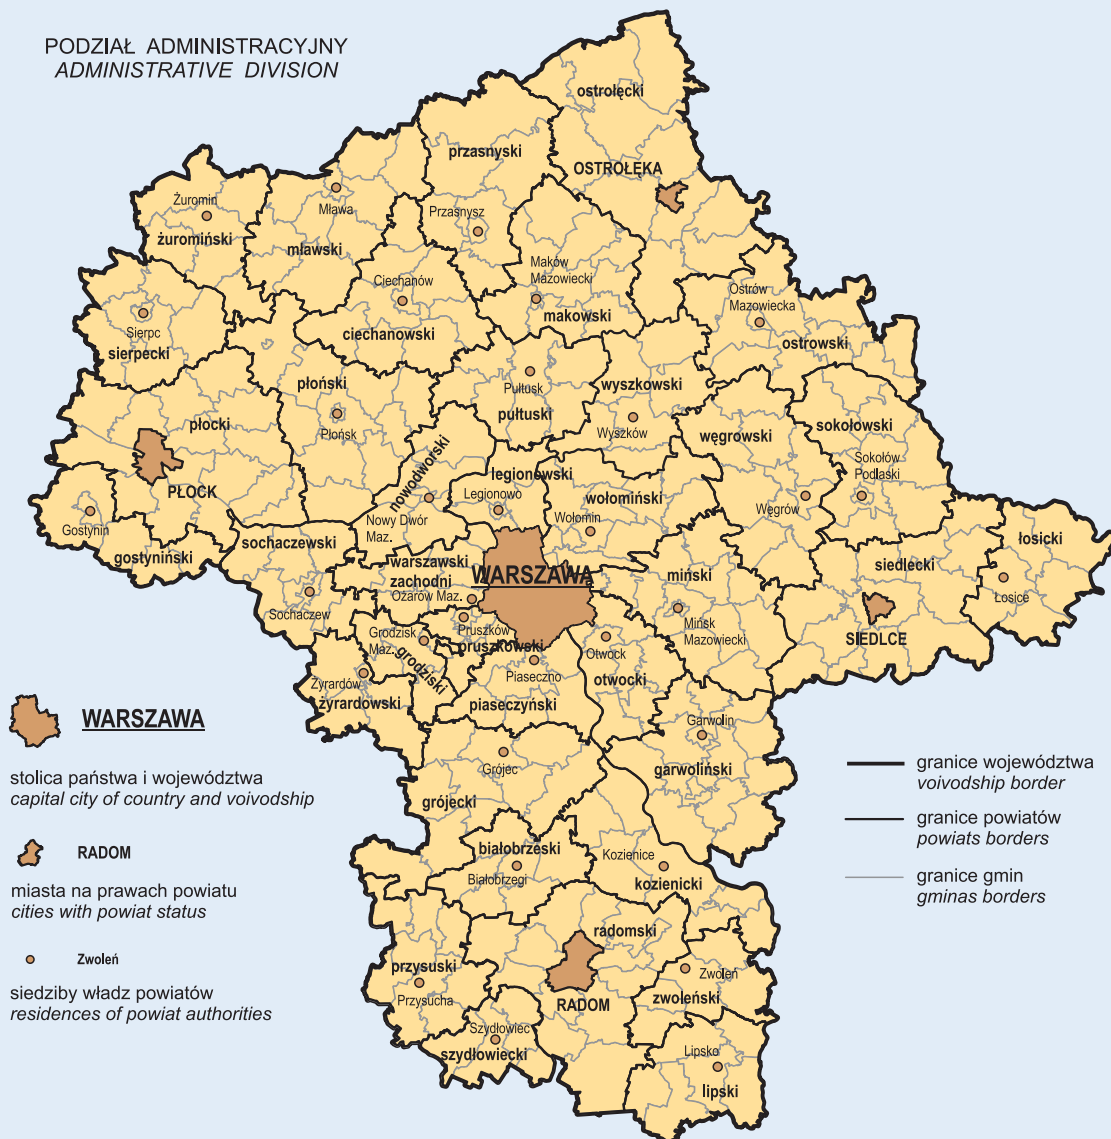 PODZIAŁ ADMINISTRACYJNY
ADMINISTRATIVE DIVISION
ostrołęcki
przasnyski
OSTROŁĘKA
Żuromin
Mława
Przasnysz
żuromiński
mławski
Maków
Mazowiecki
Ciechanów
Ostrów
Mazowiecka
makowski
Sierpc
ciechanowski
ostrowski
sierpecki
płoński
Pułtusk
wyszkowski
pułtuski
płocki
Płońsk
Wyszków
węgrowski
sokołowski
nowodworski
Sokołów
Podlaski
legionowski
PŁOCK
Legionowo
wołomiński
Węgrów
Gostynin
Nowy Dwór
Maz.
Wołomin
gostyniński
sochaczewski
warszawski
zachodni
WARSZAWA
miński
siedlecki
łosicki
Ożarów Maz.
Łosice
Sochaczew
Pruszków
Mińsk
Mazowiecki
SIEDLCE
Grodzisk
Maz.
pruszkowski
Otwock
grodziski
Piaseczno
otwocki
Żyrardów
żyrardowski
piaseczyński
Garwolin
Grójec
garwoliński
grójecki
białobrzeski
Kozienice
Białobrzegi
kozienicki
radomski
przysuski
Zwoleń
Przysucha
RADOM
zwoleński
Szydłowiec
szydłowiecki
Lipsko
lipski
WARSZAWA
stolica państwa i województwa
capital city of country and voivodship
RADOM
miasta na prawach powiatu
cities with powiat status
Zwoleń
siedziby władz powiatów
residences of powiat authorities
granice województwa
voivodship border
granice powiatów
powiats borders
granice gmin
gminas borders